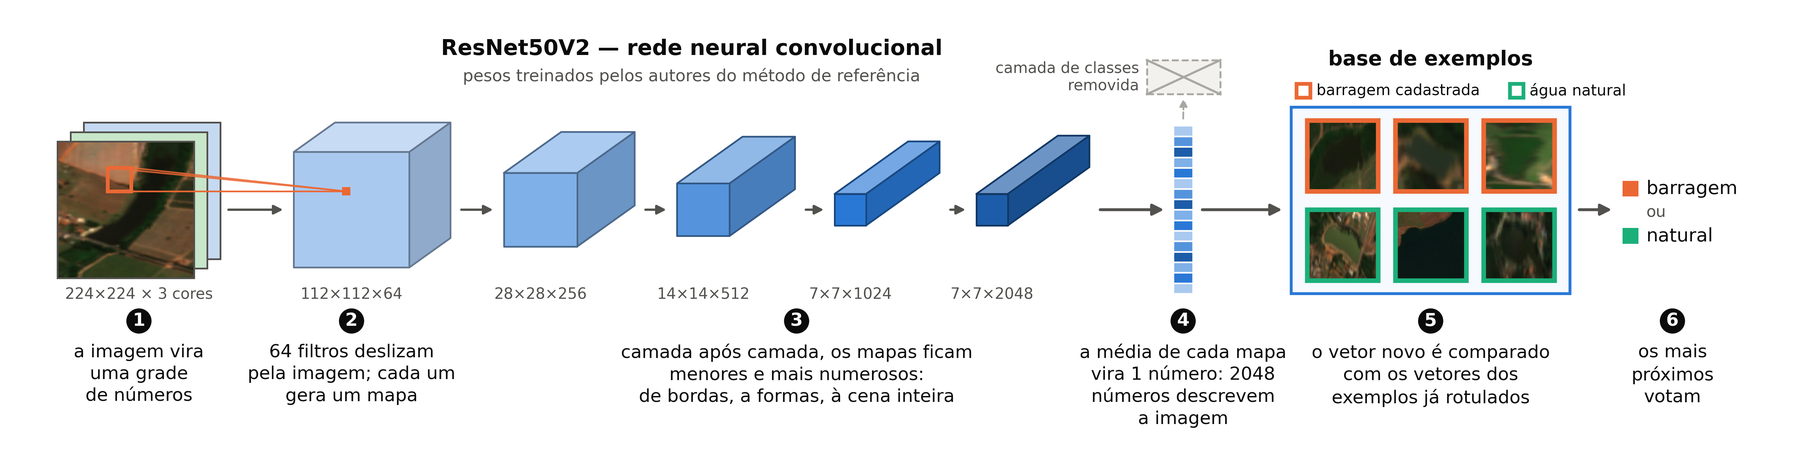 ResNet50V2 — rede neural convolucional
pesos treinados pelos autores do método de referência
camada de classes
removida
base de exemplos
barragem cadastrada
água natural
barragem
ou
natural
224×224 × 3 cores
112×112×64
28×28×256
14×14×512
7×7×1024
7×7×2048
1
a imagem vira
uma grade
de números
2
64 filtros deslizam
pela imagem; cada um
gera um mapa
3
camada após camada, os mapas ficam
menores e mais numerosos:
de bordas, a formas, à cena inteira
4
a média de cada mapa
vira 1 número: 2048
números descrevem
a imagem
5
o vetor novo é comparado
com os vetores dos
exemplos já rotulados
6
os mais
próximos
votam